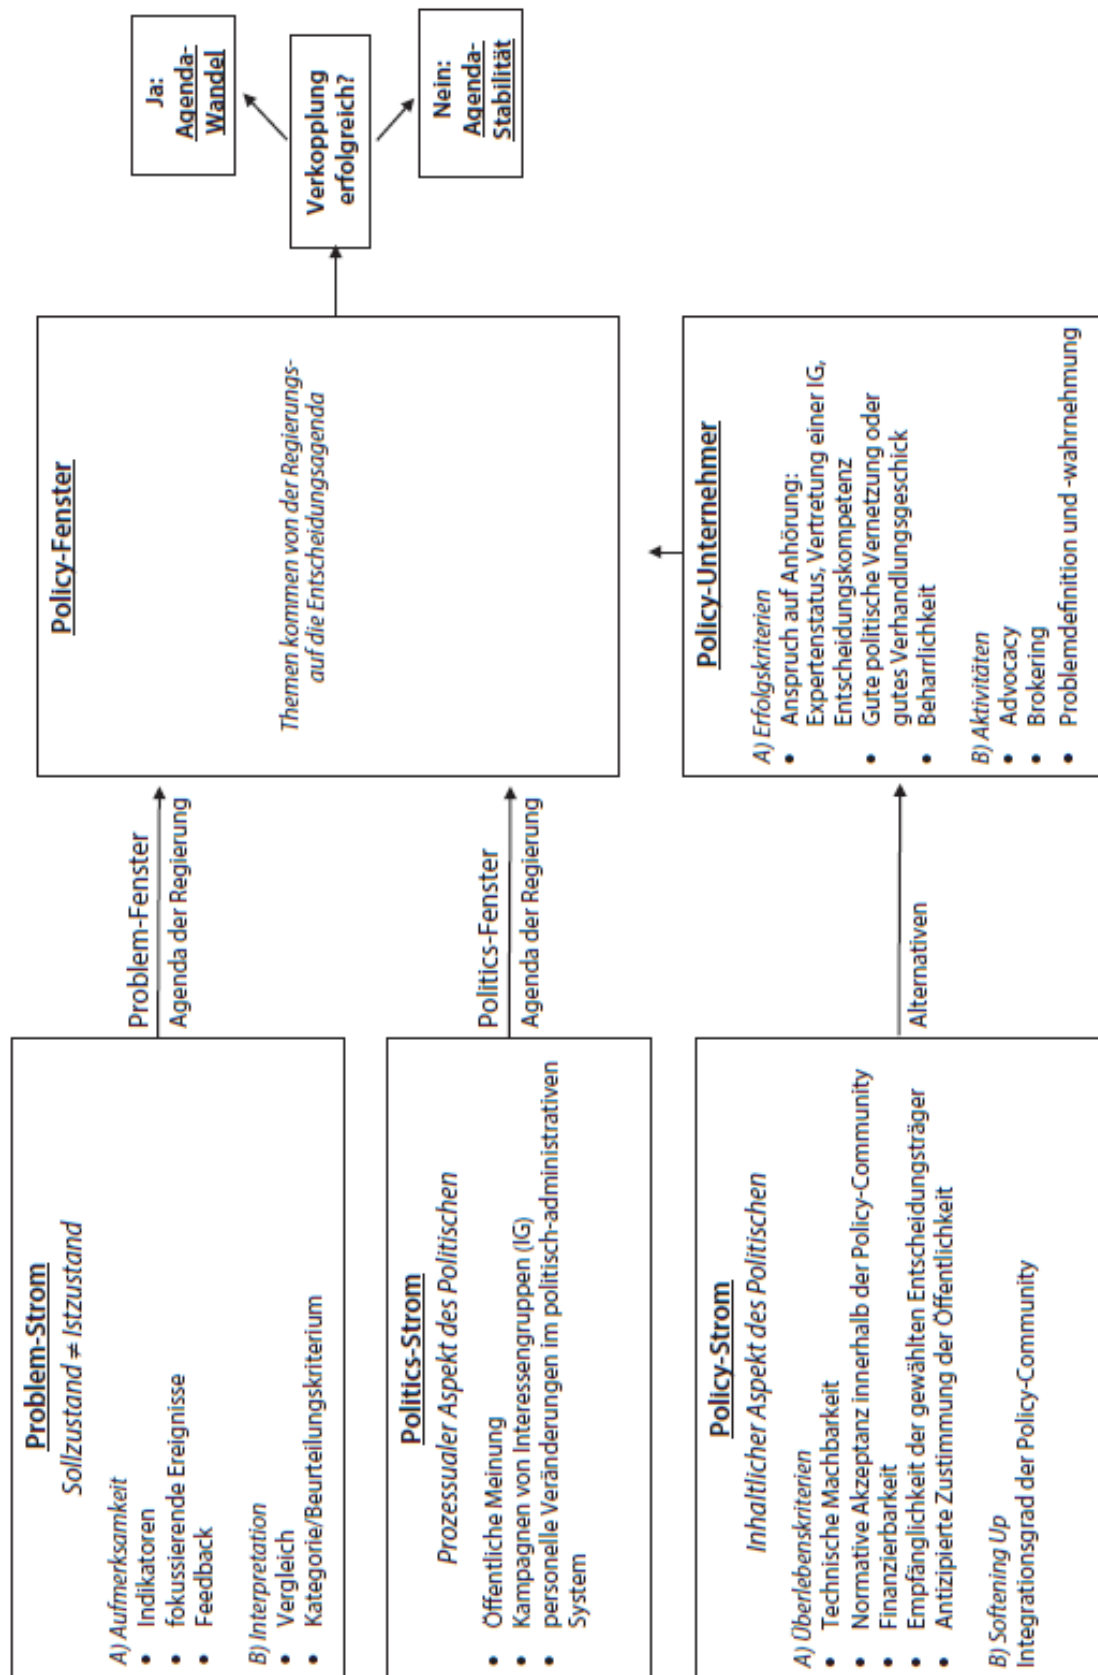 Problem-Strom
Sollzustand ≠ Istzustand
A) Aufmerksamkeit
• Indikatoren
• fokussierende Ereignisse
• Feedback
B) Interpretation
• Vergleich
• Kategorie/Beurteilungskriterium
Problem-Fenster
Agenda der Regierung
Politics-Strom
Prozessualer Aspekt des Politischen
• Öffentliche Meinung
• Kampagnen von Interessengruppen (IG)
• personelle Veränderungen im politisch-administrativen
System
Politics-Fenster
Agenda der Regierung
Policy-Strom
Inhaltlicher Aspekt des Politischen
A) Überlebenskriterien
• Technische Machbarkeit
• Normative Akzeptanz innerhalb der Policy-Community
• Finanzierbarkeit
• Empfänglichkeit der gewählten Entscheidungsträger
• Antizipierte Zustimmung der Öffentlichkeit
B) Softening Up
Integrationsgrad der Policy-Community
Alternativen
Policy-Fenster
Themen kommen von der Regierungs-
auf die Entscheidungsagenda
Policy-Unternehmer
A) Erfolgskriterien
• Anspruch auf Anhörung:
Expertenstatus, Vertretung einer IG,
Entscheidungskompetenz
• Gute politische Vernetzung oder
gutes Verhandlungsgeschick
• Beharrlichkeit
B) Aktivitäten
• Advocacy
• Brokering
• Problemdefinition und -wahrnehmung
Verkopplung
erfolgreich?
Ja:
Agenda-
Wandel
Nein:
Agenda-
Stabilität